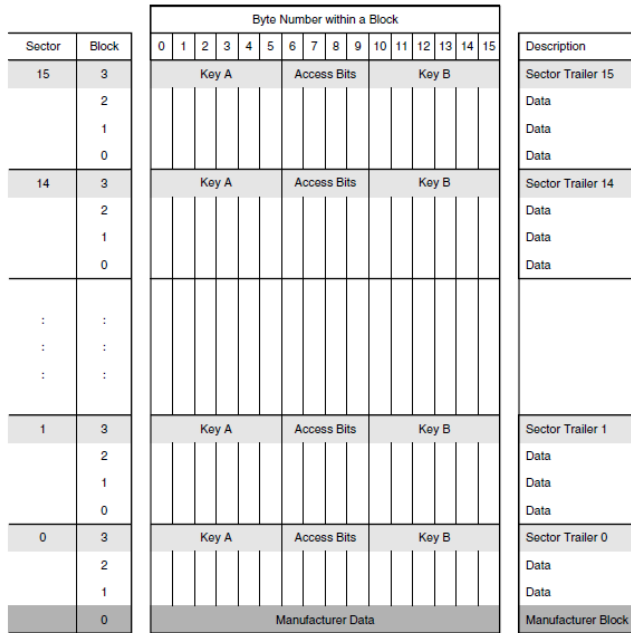 Byte Number within a Block
Sector Block 0 1 2 3 4 5 6 7 8 9 10 11 12 13 14 15 Description
15 3 Key A Access Bits Key B Sector Trailer 15
2 Data
1 Data
0 Data
14 3 Key A Access Bits Key B Sector Trailer 14
2 Data
1 Data
0 Data
: :
: :
: :
1 3 Key A Access Bits Key B Sector Trailer 1
2 Data
1 Data
0 Data
0 3 Key A Access Bits Key B Sector Trailer 0
2 Data
1 Data
0 Manufacturer Data Manufacturer Block